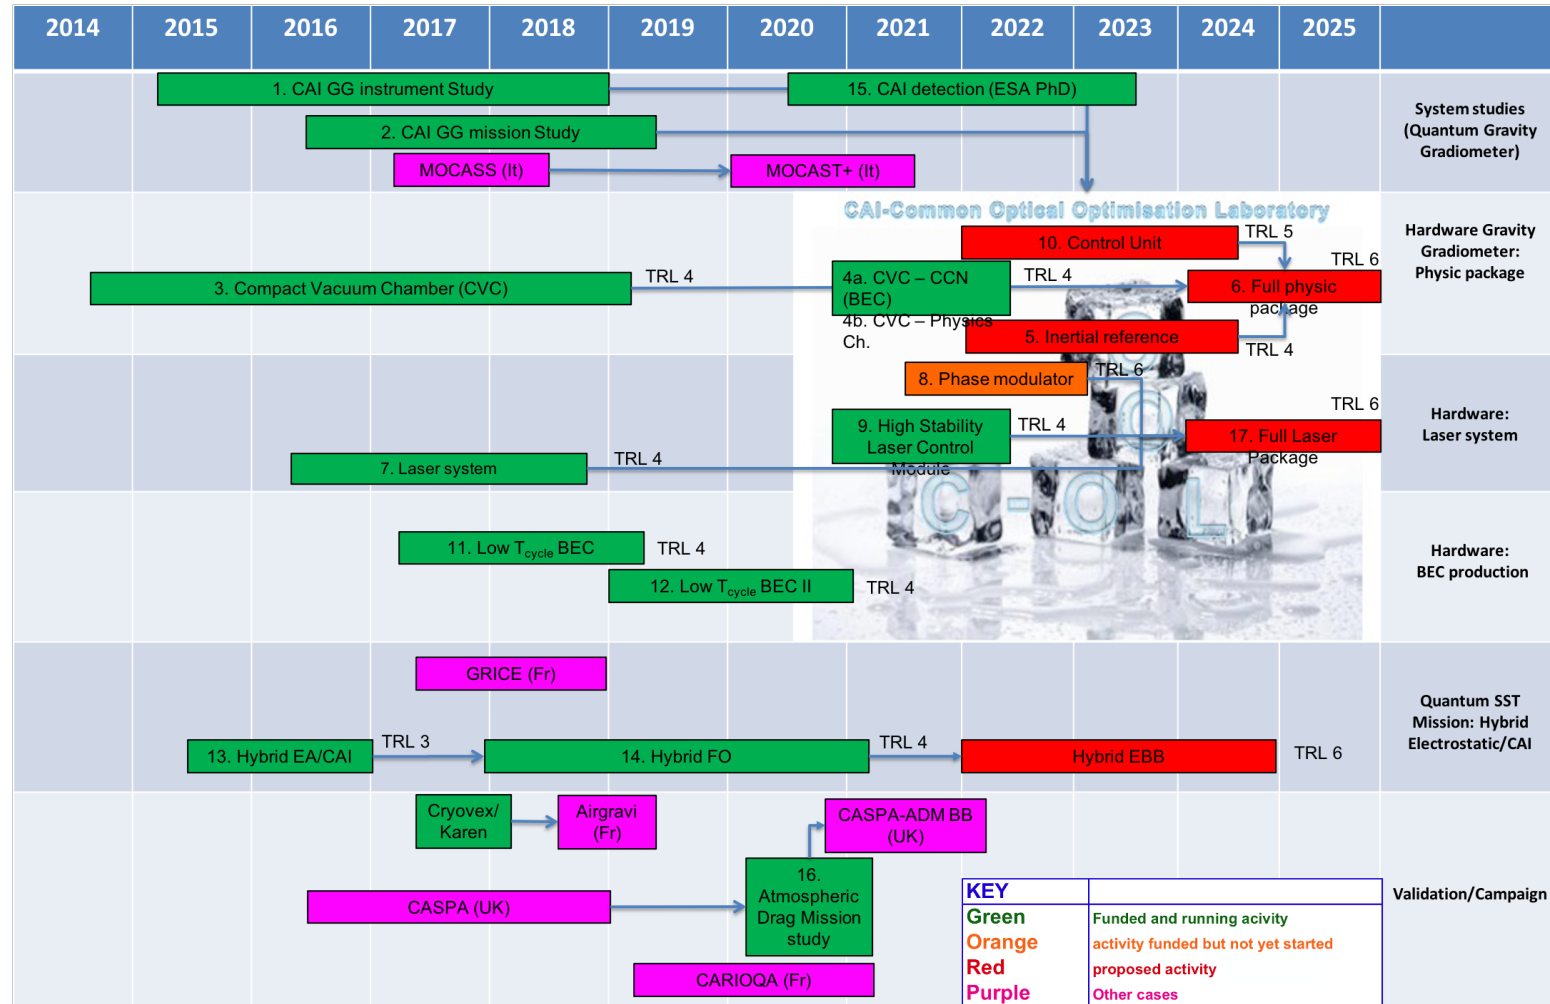 2014 2015 2016 2017 2018 2019 2020 2021 2022 2023 2024 2025
1. CAI GG instrument Study
15. CAI detection (ESA PhD)
2. CAI GG mission Study
MOCASS (It)
MOCAST+ (It)
System studies
(Quantum Gravity
Gradiometer)
CAI-Common Optical Optimisation Laboratory
10. Control Unit
TRL 5
3. Compact Vacuum Chamber (CVC)
TRL 4
4a. CVC – CCN
(BEC)
4b. CVC – Physics
Ch.
TRL 4
TRL 6
6. Full physic
package
5. Inertial reference
TRL 4
Hardware Gravity
Gradiometer:
Physic package
8. Phase modulator
TRL 6
9. High Stability
Laser Control
Module
TRL 4
TRL 6
17. Full Laser
Package
7. Laser system
TRL 4
Hardware:
Laser system
C - O L
O
O
11. Low Tcycle BEC
TRL 4
12. Low Tcycle BEC II
TRL 4
Hardware:
BEC production
GRICE (Fr)
13. Hybrid EA/CAI
TRL 3
14. Hybrid FO
TRL 4
Hybrid EBB
TRL 6
Quantum SST
Mission: Hybrid
Electrostatic/CAI
Cryovex/
Karen
Airgravi
(Fr)
CASPA-ADM BB
(UK)
CASPA (UK)
16.
Atmospheric
Drag Mission
study
CARIOQA (Fr)
Validation/Campaign
KEY
Green Funded and running acivity
Orange activity funded but not yet started
Red proposed activity
Purple Other cases